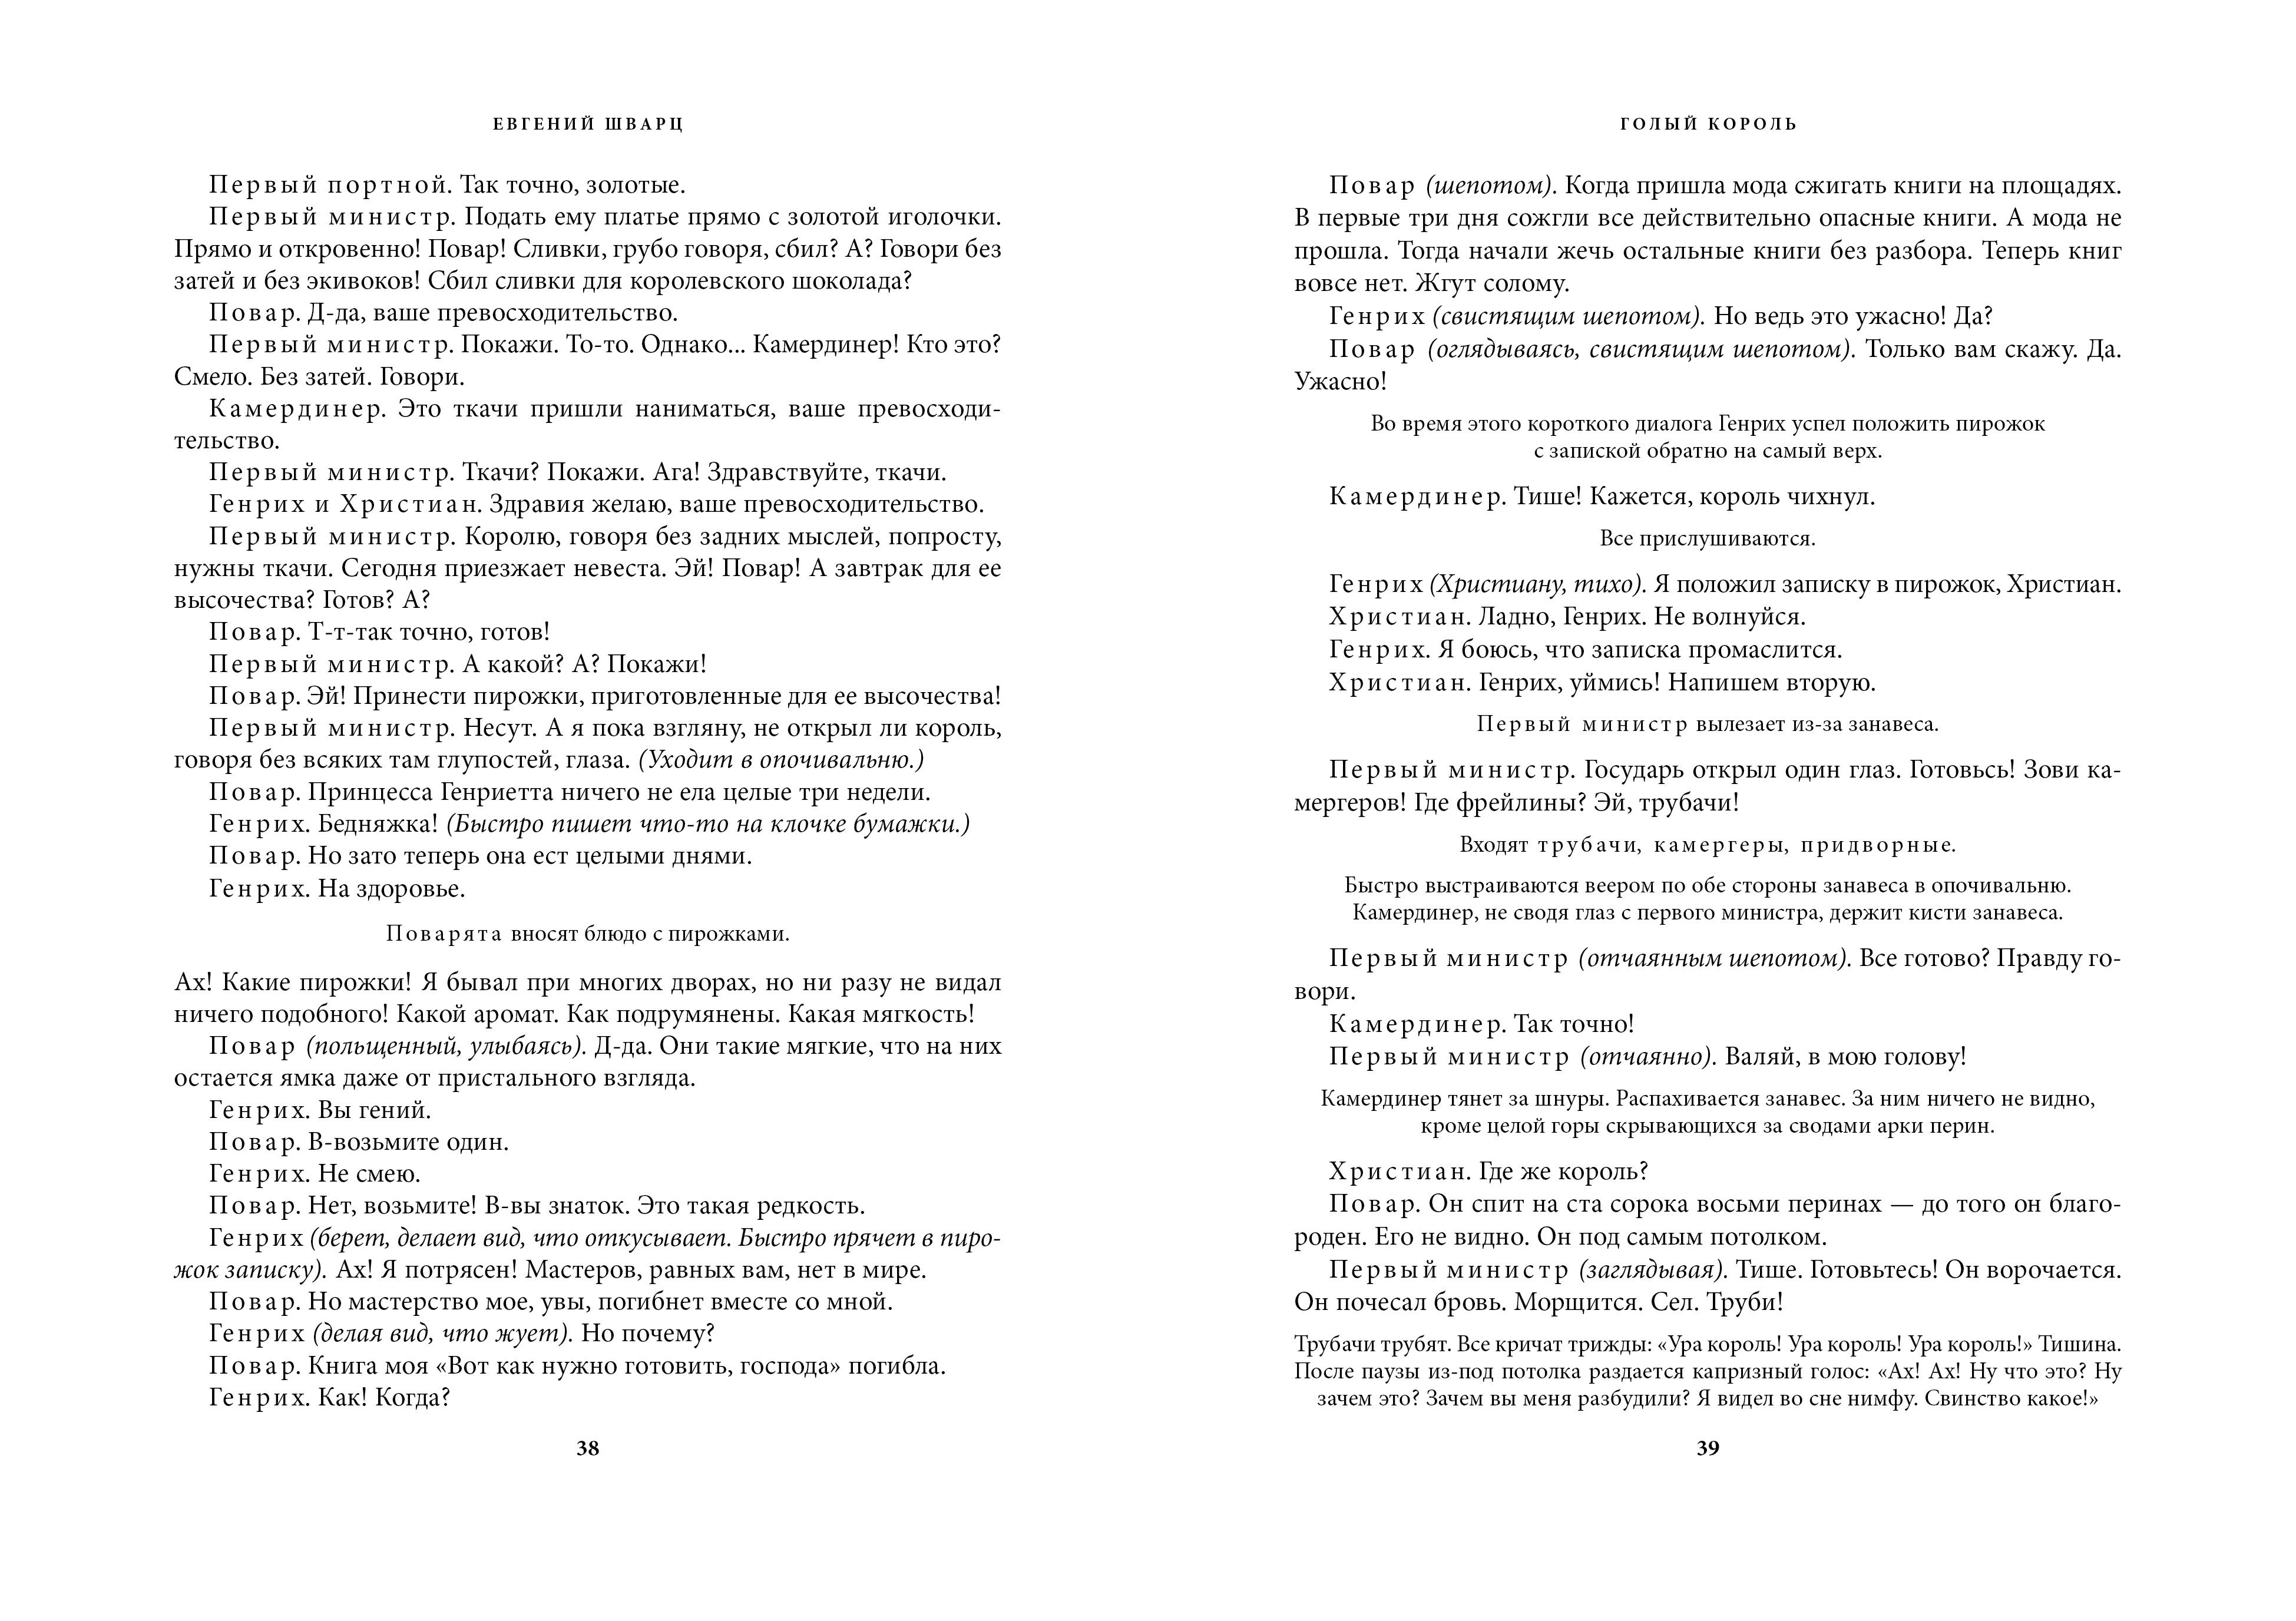 ЕВГЕНИЙ ШВАРЦ
Первый портной. Так точно, золотые.
Первый министр. Подать ему платье прямо с золотой иголочки.
Прямо и откровенно! Повар! Сливки, грубо говоря, сбил? А? Говори без
затей и без экивоков! Сбил сливки для королевского шоколада?
Повар. Д-да, ваше превосходительство.
Первый министр. Покажи. То-то. Однако... Камердинер! Кто это?
Смело. Без затей. Говори.
Камердинер. Это ткачи пришли наниматься, ваше превосходи-
тельство.
Первый министр. Ткачи? Покажи. Ага! Здравствуйте, ткачи.
Генрих и Христиан. Здравия желаю, ваше превосходительство.
Первый министр. Королю, говоря без задних мыслей, попросту,
нужны ткачи. Сегодня приезжает невеста. Эй! Повар! А завтрак для ее
высочества? Готов? А?
Повар. Т-т-так точно, готов!
Первый министр. А какой? А? Покажи!
Повар. Эй! Принести пирожки, приготовленные для ее высочества!
Первый министр. Несут. А я пока взгляну, не открыл ли король,
говоря без всяких там глупостей, глаза. (Уходит в опочивальню.)
Повар. Принцесса Генриетта ничего не ела целые три недели.
Генрих. Бедняжка! (Быстро пишет что-то на клочке бумажки.)
Повар. Но зато теперь она ест целыми днями.
Генрих. На здоровье.
Поварята вносят блюдо с пирожками.
Ах! Какие пирожки! Я бывал при многих дворах, но ни разу не видал
ничего подобного! Какой аромат. Как подрумянены. Какая мягкость!
Повар (польщенный, улыбаясь). Д-да. Они такие мягкие, что на них
остается ямка даже от пристального взгляда.
Генрих. Вы гений.
Повар. В-возьмите один.
Генрих. Не смею.
Повар. Нет, возьмите! В-вы знаток. Это такая редкость.
Генрих (берет, делает вид, что откусывает. Быстро прячет в пиро-
жок записку). Ах! Я потрясен! Мастеров, равных вам, нет в мире.
Повар. Но мастерство мое, увы, погибнет вместе со мной.
Генрих (делая вид, что жует). Но почему?
Повар. Книга моя «Вот как нужно готовить, господа» погибла.
Генрих. Как! Когда?
38
ГОЛЫЙ КОРОЛЬ
Повар (шепотом). Когда пришла мода сжигать книги на площадях.
В первые три дня сожгли все действительно опасные книги. А мода не
прошла. Тогда начали жечь остальные книги без разбора. Теперь книг
вовсе нет. Жгут солому.
Генрих (свистящим шепотом). Но ведь это ужасно! Да?
Повар (оглядываясь, свистящим шепотом). Только вам скажу. Да.
Ужасно!
Во время этого короткого диалога Генрих успел положить пирожок
с запиской обратно на самый верх.
Камердинер. Тише! Кажется, король чихнул.
Все прислушиваются.
Генрих (Христиану, тихо). Я положил записку в пирожок, Христиан.
Христиан. Ладно, Генрих. Не волнуйся.
Генрих. Я боюсь, что записка промаслится.
Христиан. Генрих, уймись! Напишем вторую.
Первый министр вылезает из-за занавеса.
Первый министр. Государь открыл один глаз. Готовьсь! Зови ка-
мергеров! Где фрейлины? Эй, трубачи!
Входят трубачи, камергеры, придворные.
Быстро выстраиваются веером по обе стороны занавеса в опочивальню.
Камердинер, не сводя глаз с первого министра, держит кисти занавеса.
Первый министр (отчаянным шепотом). Все готово? Правду го-
вори.
Камердинер. Так точно!
Первый министр (отчаянно). Валяй, в мою голову!
Камердинер тянет за шнуры. Распахивается занавес. За ним ничего не видно,
кроме целой горы скрывающихся за сводами арки перин.
Христиан. Где же король?
Повар. Он спит на ста сорока восьми перинах — до того он благо-
роден. Его не видно. Он под самым потолком.
Первый министр (заглядывая). Тише. Готовьтесь! Он ворочается.
Он почесал бровь. Морщится. Сел. Труби!
Трубачи трубят. Все кричат трижды: «Ура король! Ура король! Ура король!» Тишина.
После паузы из-под потолка раздается капризный голос: «Ах! Ах! Ну что это? Ну
зачем это? Зачем вы меня разбудили? Я видел во сне нимфу. Свинство какое!»
39